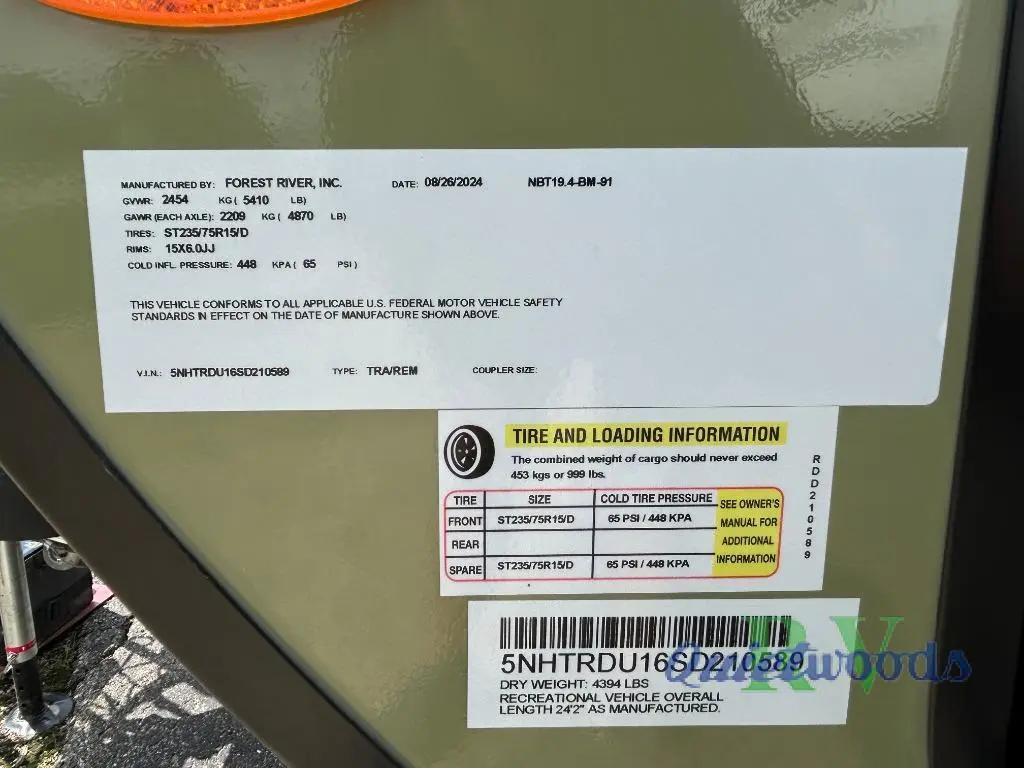 MANUFACTURED BY: FOREST RIVER, INC. DATE: 08/26/2024 NBT19.4-BM-91
GVWR: 2454 KG ( 5410 LB)
GAWR (EACH AXLE): 2209 KG ( 4870 LB)
TIRES: ST235/75R15/D
RIMS: 15X6.0JJ
COLD INFL. PRESSURE: 448 KPA ( 65 PSI )
THIS VEHICLE CONFORMS TO ALL APPLICABLE U.S. FEDERAL MOTOR VEHICLE SAFETY
STANDARDS IN EFFECT ON THE DATE OF MANUFACTURE SHOWN ABOVE.
V.I.N.: 5NHTRDU16SD210589 TYPE: TRA/REM COUPLER SIZE:
TIRE AND LOADING INFORMATION
The combined weight of cargo should never exceed
453 kgs or 999 lbs.
TIRE SIZE COLD TIRE PRESSURE
FRONT ST235/75R15/D 65 PSI / 448 KPA
REAR
SPARE ST235/75R15/D 65 PSI / 448 KPA
SEE OWNER'S
MANUAL FOR
ADDITIONAL
INFORMATION
RDD210589
5NHTRDU16SD210589
DRY WEIGHT: 4394 LBS
RECREATIONAL VEHICLE OVERALL
LENGTH 24'2" AS MANUFACTURED.
Quietwoods
RV